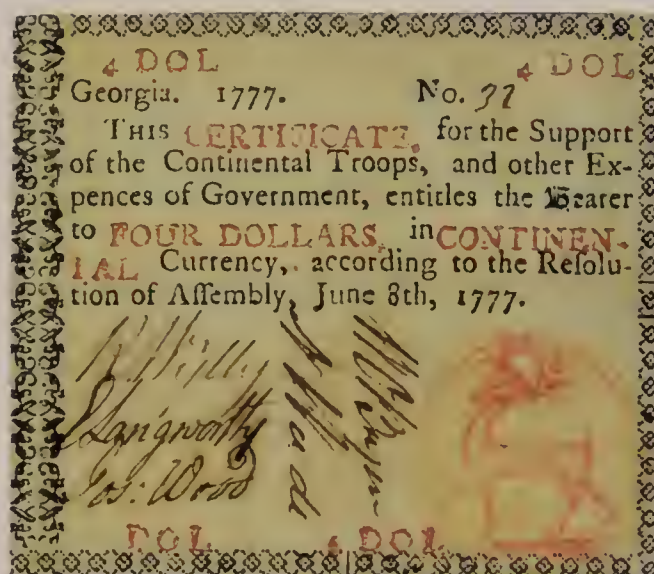 4 DOL 4 DOL
Georgia. 1777. No. 31
THIS CERTIFICATE, for the Support
of the Continental Troops, and other Ex-
pences of Government, entitles the Bearer
to FOUR DOLLARS, in CONTINEN-
TAL Currency, according to the Reſolu-
tion of Aſſembly, June 8th, 1777.
Langworthy
Jos: Wood
DOL 4 DOL